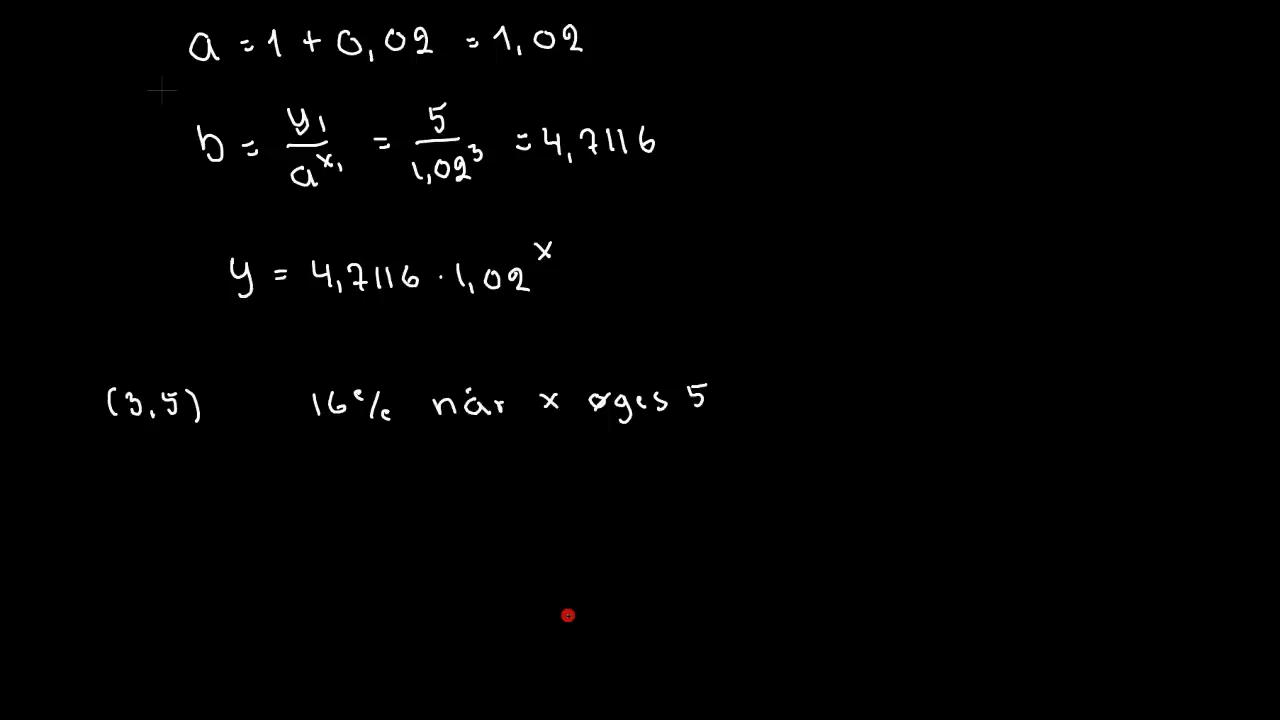 a = 1 + 0,02 = 1,02
b = y₁/a^x₁ = 5/1,02³ = 4,7116
y = 4,7116 · 1,02^x
(3,5) 16% når x øges 5